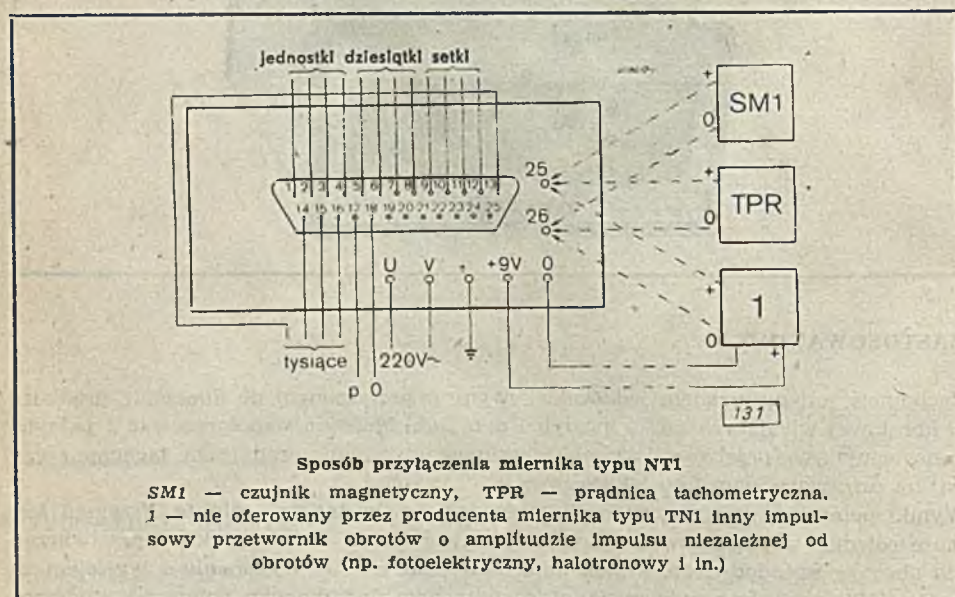 jednostki dziesiątki setki
+
SM1
0
25
+
TPR
0
26
1 2 3 4 5 6 7 8 9 10 11 12 13
14 15 16 17 18 19 20 21 22 23 24 25
U V +9V 0
+
1
0
+
tysiące 220V~
p 0
131
Sposób przyłączenia miernika typu NT1
SM1 — czujnik magnetyczny, TPR — prądnica tachometryczna.
1 — nie oferowany przez producenta miernika typu TN1 inny impul-
sowy przetwornik obrotów o amplitudzie impulsu niezależnej od
obrotów (np. fotoelektryczny, halotronowy i in.)